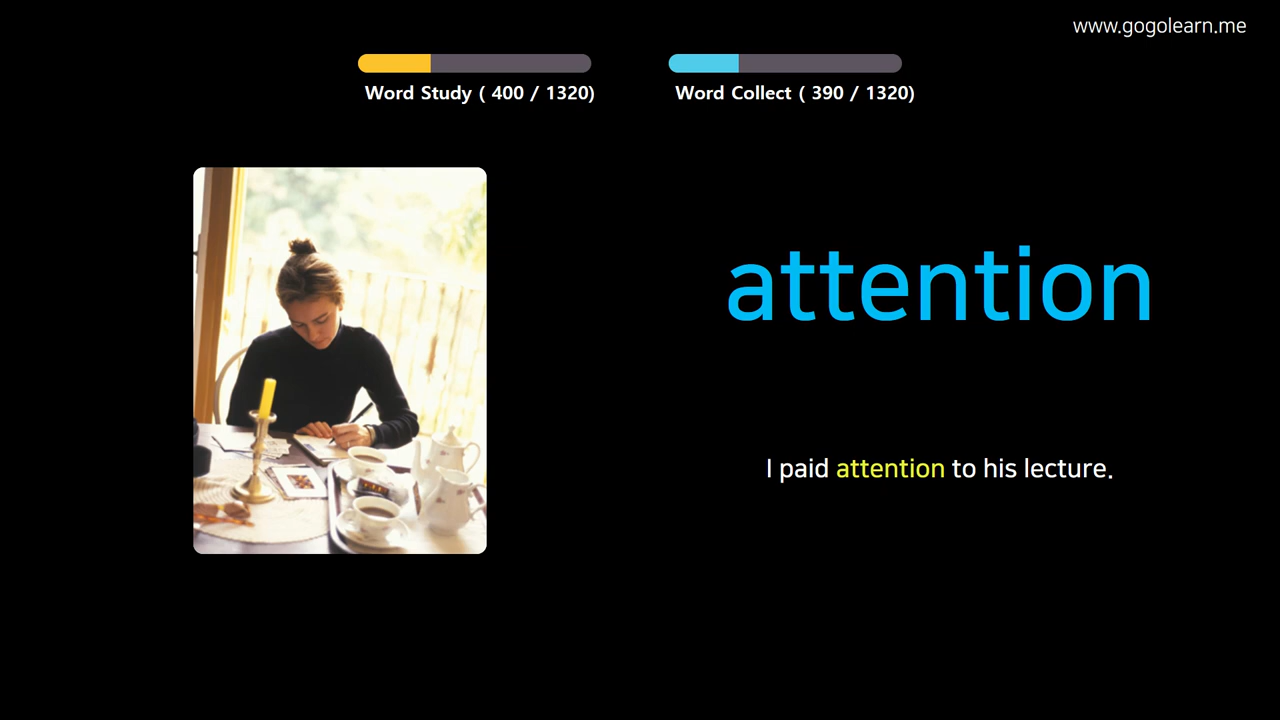 www.gogolearn.me
Word Study ( 400 / 1320)
Word Collect ( 390 / 1320)
attention
I paid attention to his lecture.